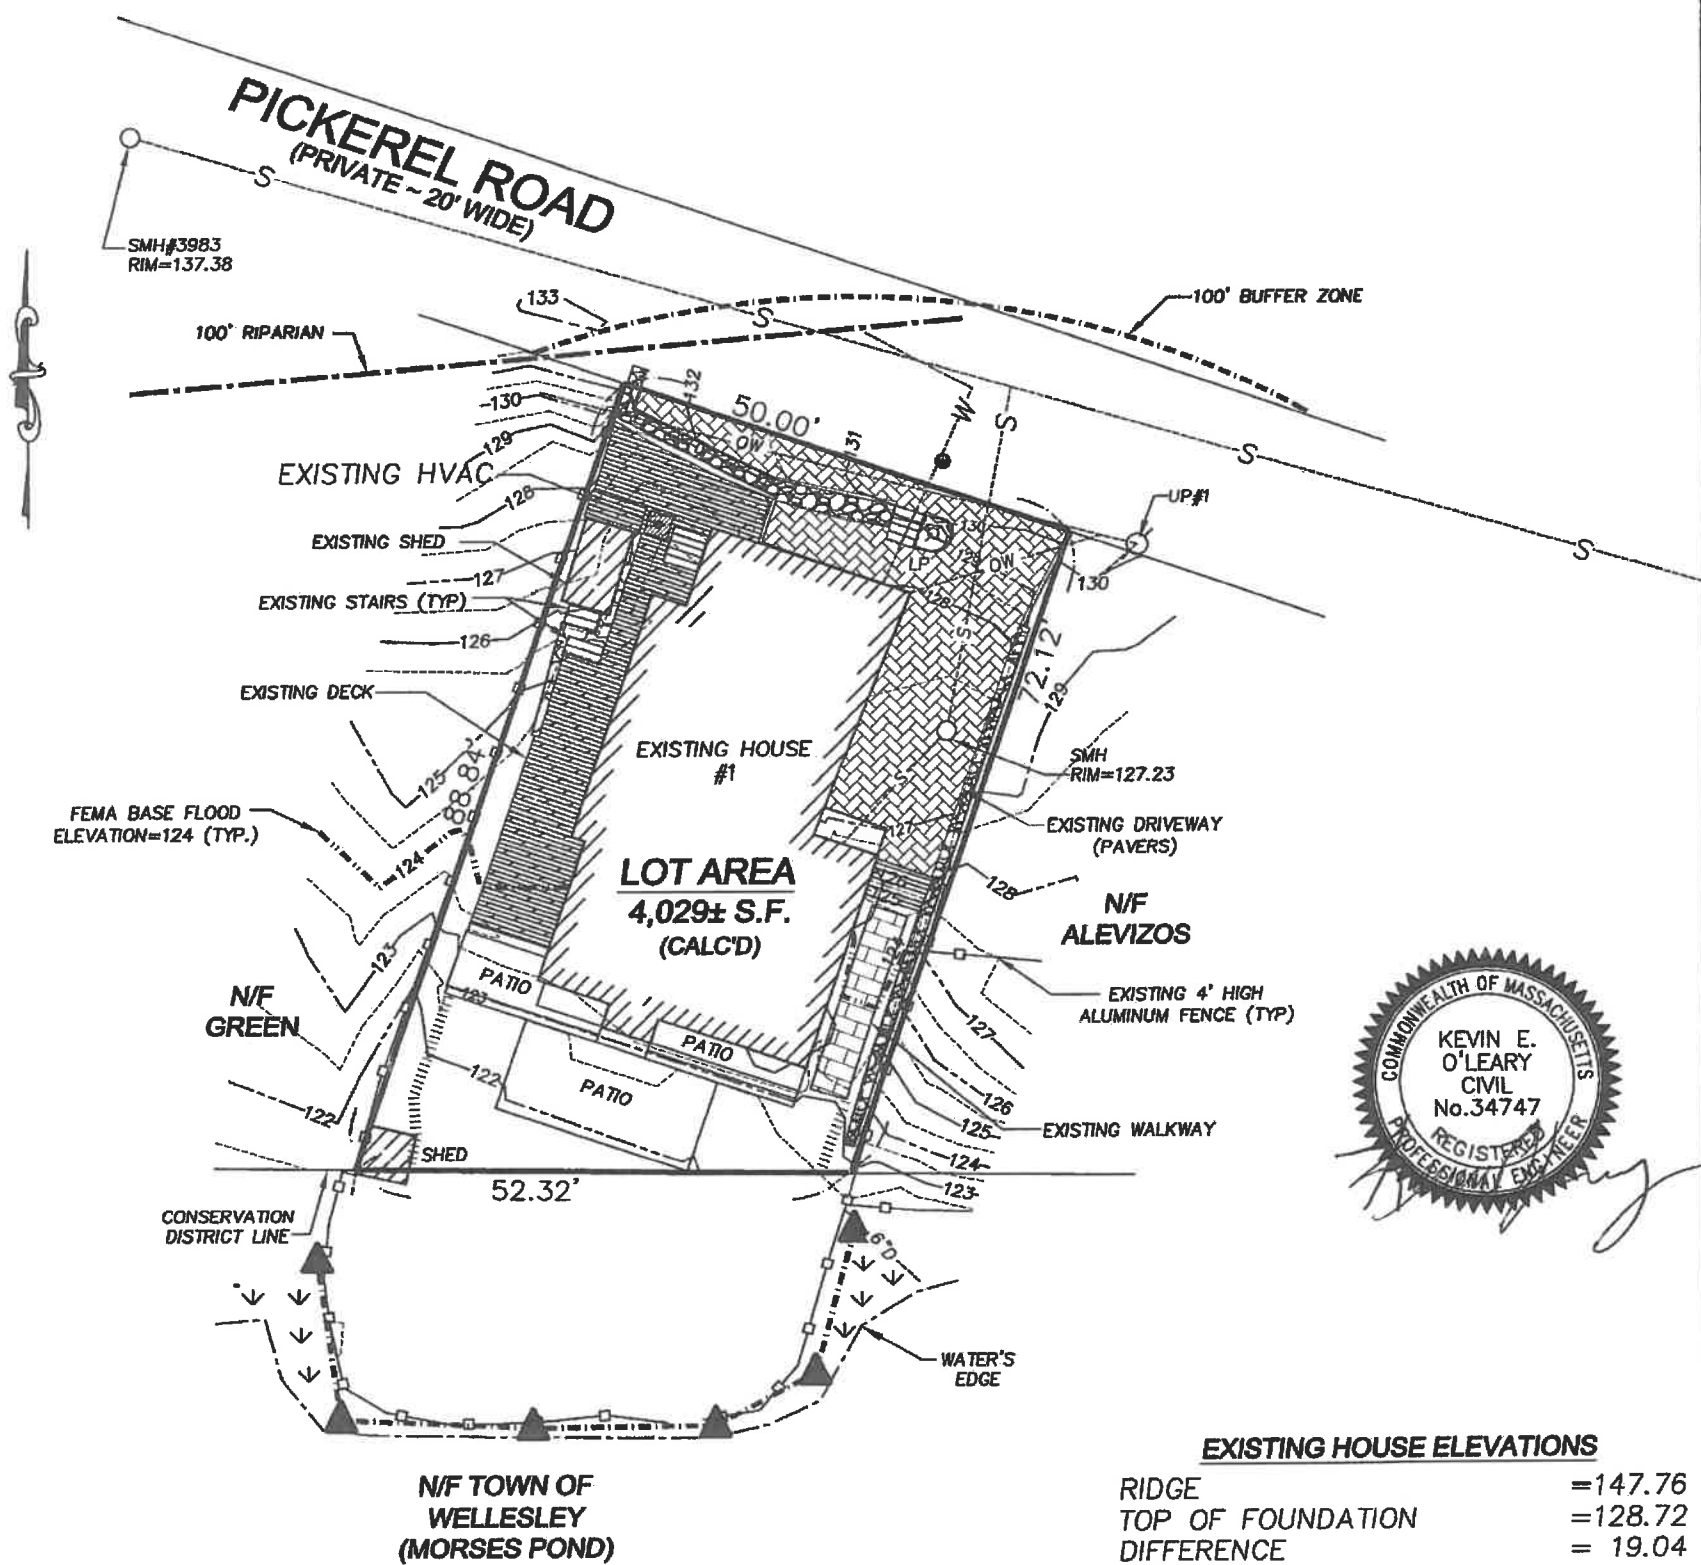 PICKEREL ROAD
(PRIVATE ~ 20' WIDE)
S
SMH#3983
RIM=137.38
133
S
100' BUFFER ZONE
100' RIPARIAN
132
50.00'
OW
131
W
S
S
130
129
EXISTING HVAC
128
UP#1
130
EXISTING SHED
LP
OW
S
127
130
EXISTING STAIRS (TYP)
128
126
S
72.12'
129
EXISTING DECK
EXISTING HOUSE
#1
SMH
RIM=127.23
125
88.84'
S
FEMA BASE FLOOD
ELEVATION=124 (TYP.)
124
127
EXISTING DRIVEWAY
(PAVERS)
LOT AREA
4,029± S.F.
(CALC'D)
128
N/F
ALEVIZOS
123
PATIO
123
N/F
GREEN
EXISTING 4' HIGH
ALUMINUM FENCE (TYP)
127
PATIO
122
PATIO
122
126
125
EXISTING WALKWAY
124
123
SHED
52.32'
CONSERVATION
DISTRICT LINE
WATER'S
EDGE
COMMONWEALTH OF MASSACHUSETTS
KEVIN E.
O'LEARY
CIVIL
No.34747
REGISTERED
PROFESSIONAL ENGINEER
N/F TOWN OF
WELLESLEY
(MORSES POND)
EXISTING HOUSE ELEVATIONS
RIDGE =147.76
TOP OF FOUNDATION =128.72
DIFFERENCE = 19.04